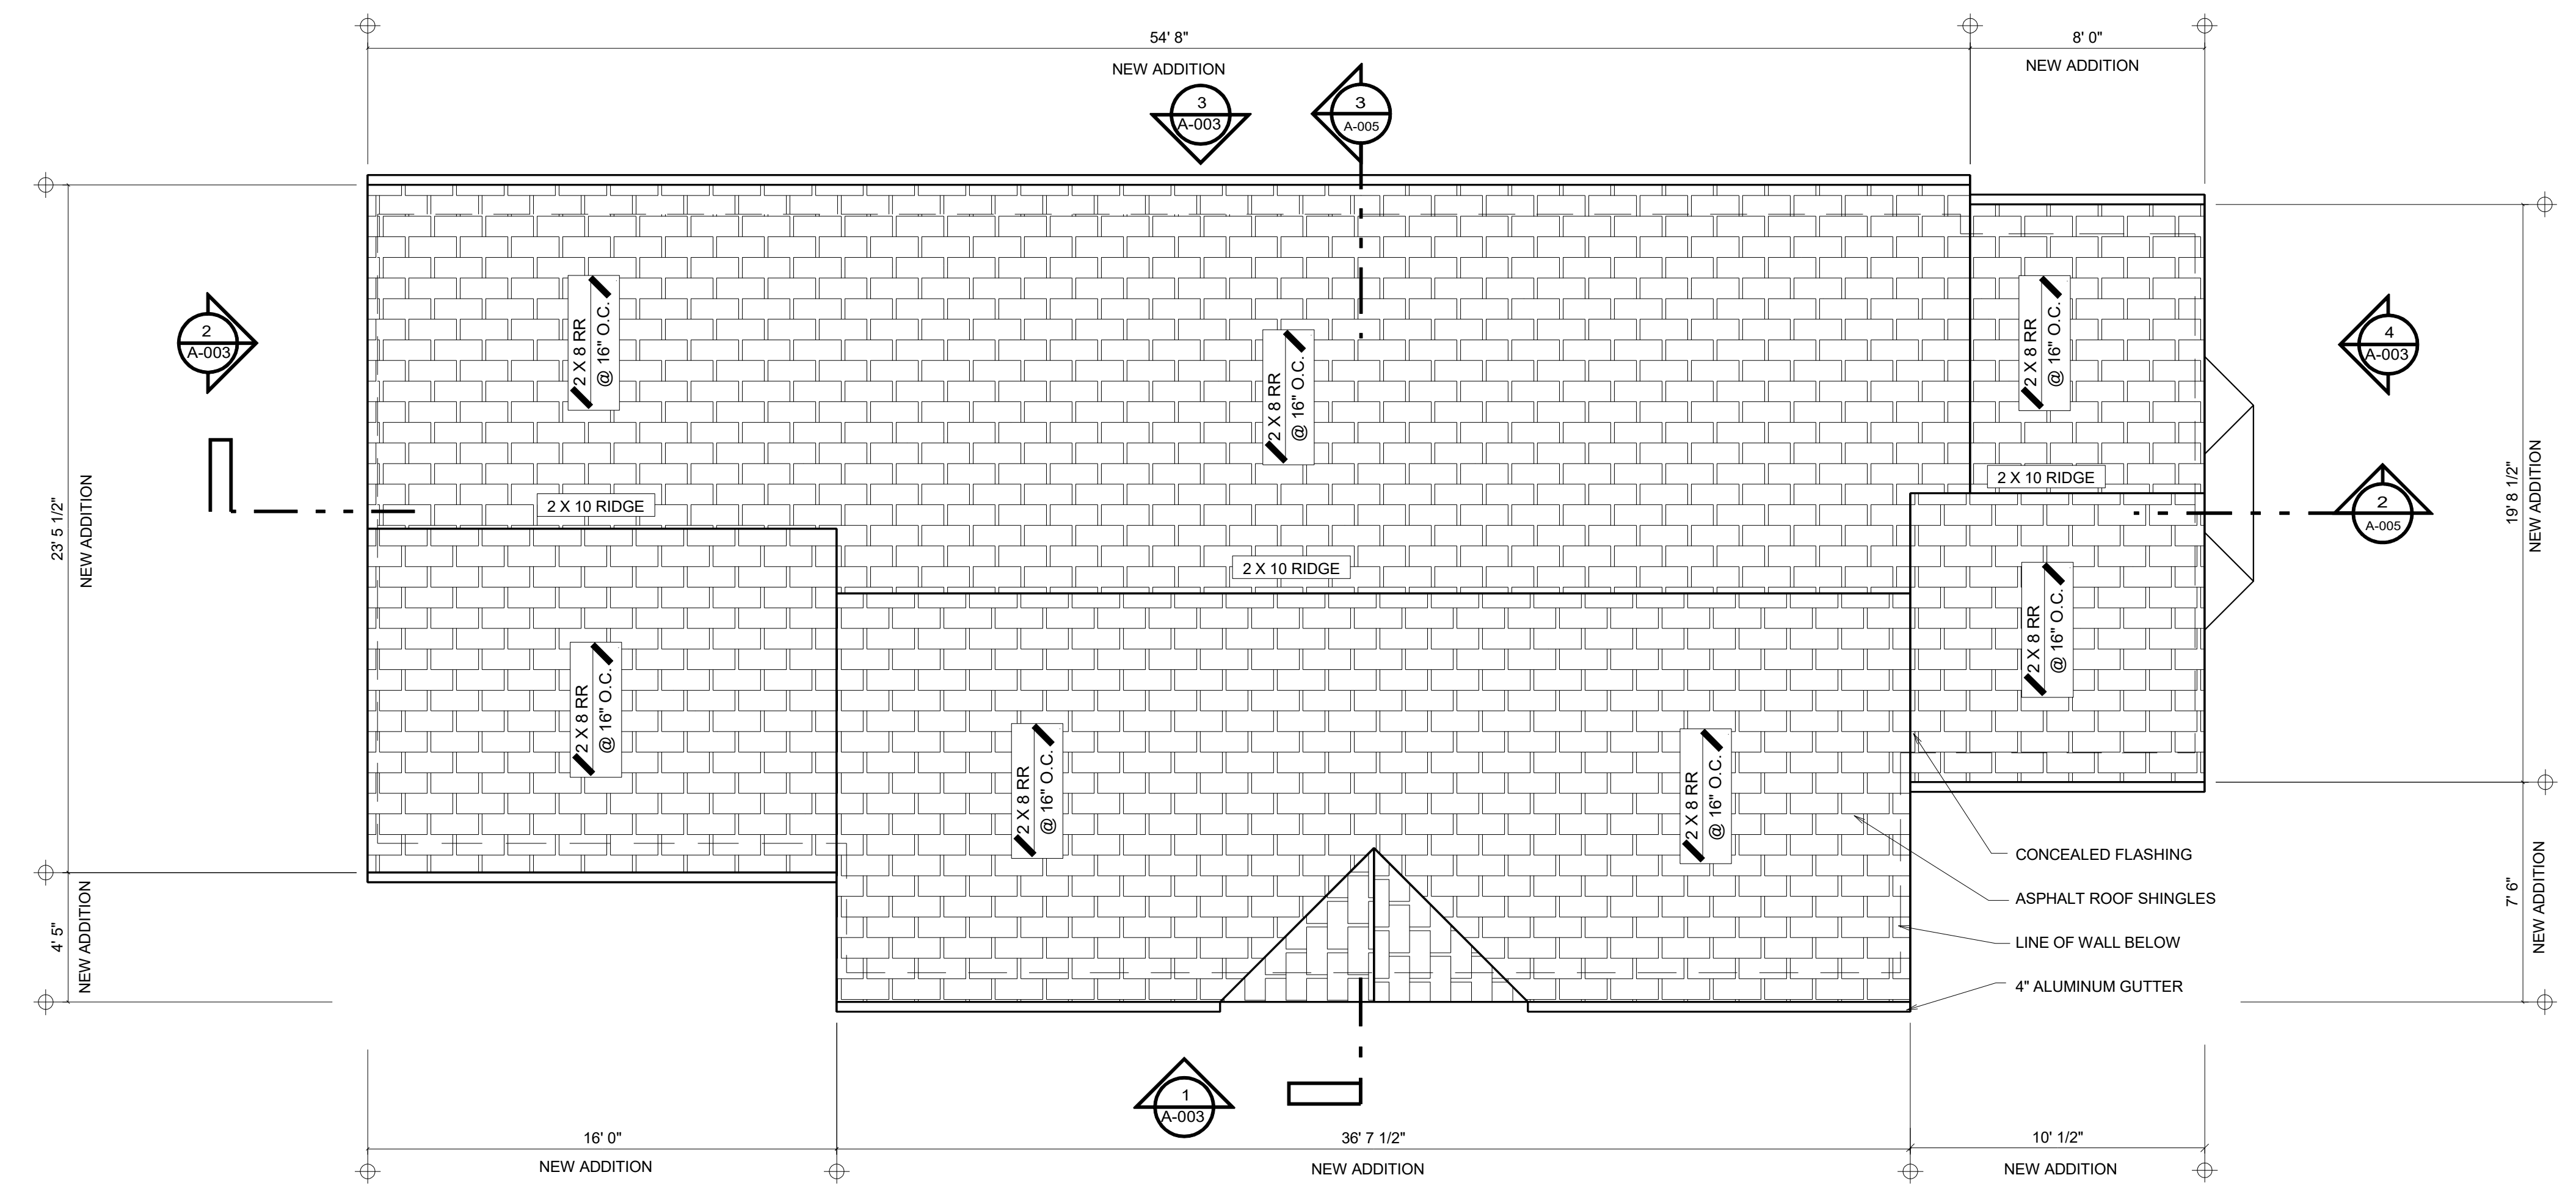 54' 8"
8' 0"
NEW ADDITION
NEW ADDITION
3
A-003
3
A-005
2
A-003
4
A-003
2 X 8 RR
@ 16" O.C.
2 X 8 RR
@ 16" O.C.
2 X 8 RR
@ 16" O.C.
2 X 10 RIDGE
2 X 10 RIDGE
2
A-005
23' 5 1/2"
NEW ADDITION
19' 8 1/2"
NEW ADDITION
2 X 10 RIDGE
2 X 8 RR
@ 16" O.C.
2 X 8 RR
@ 16" O.C.
2 X 8 RR
@ 16" O.C.
2 X 8 RR
@ 16" O.C.
CONCEALED FLASHING
ASPHALT ROOF SHINGLES
LINE OF WALL BELOW
4" ALUMINUM GUTTER
4' 5"
NEW ADDITION
7' 6"
NEW ADDITION
1
A-003
16' 0"
NEW ADDITION
36' 7 1/2"
NEW ADDITION
10' 1/2"
NEW ADDITION